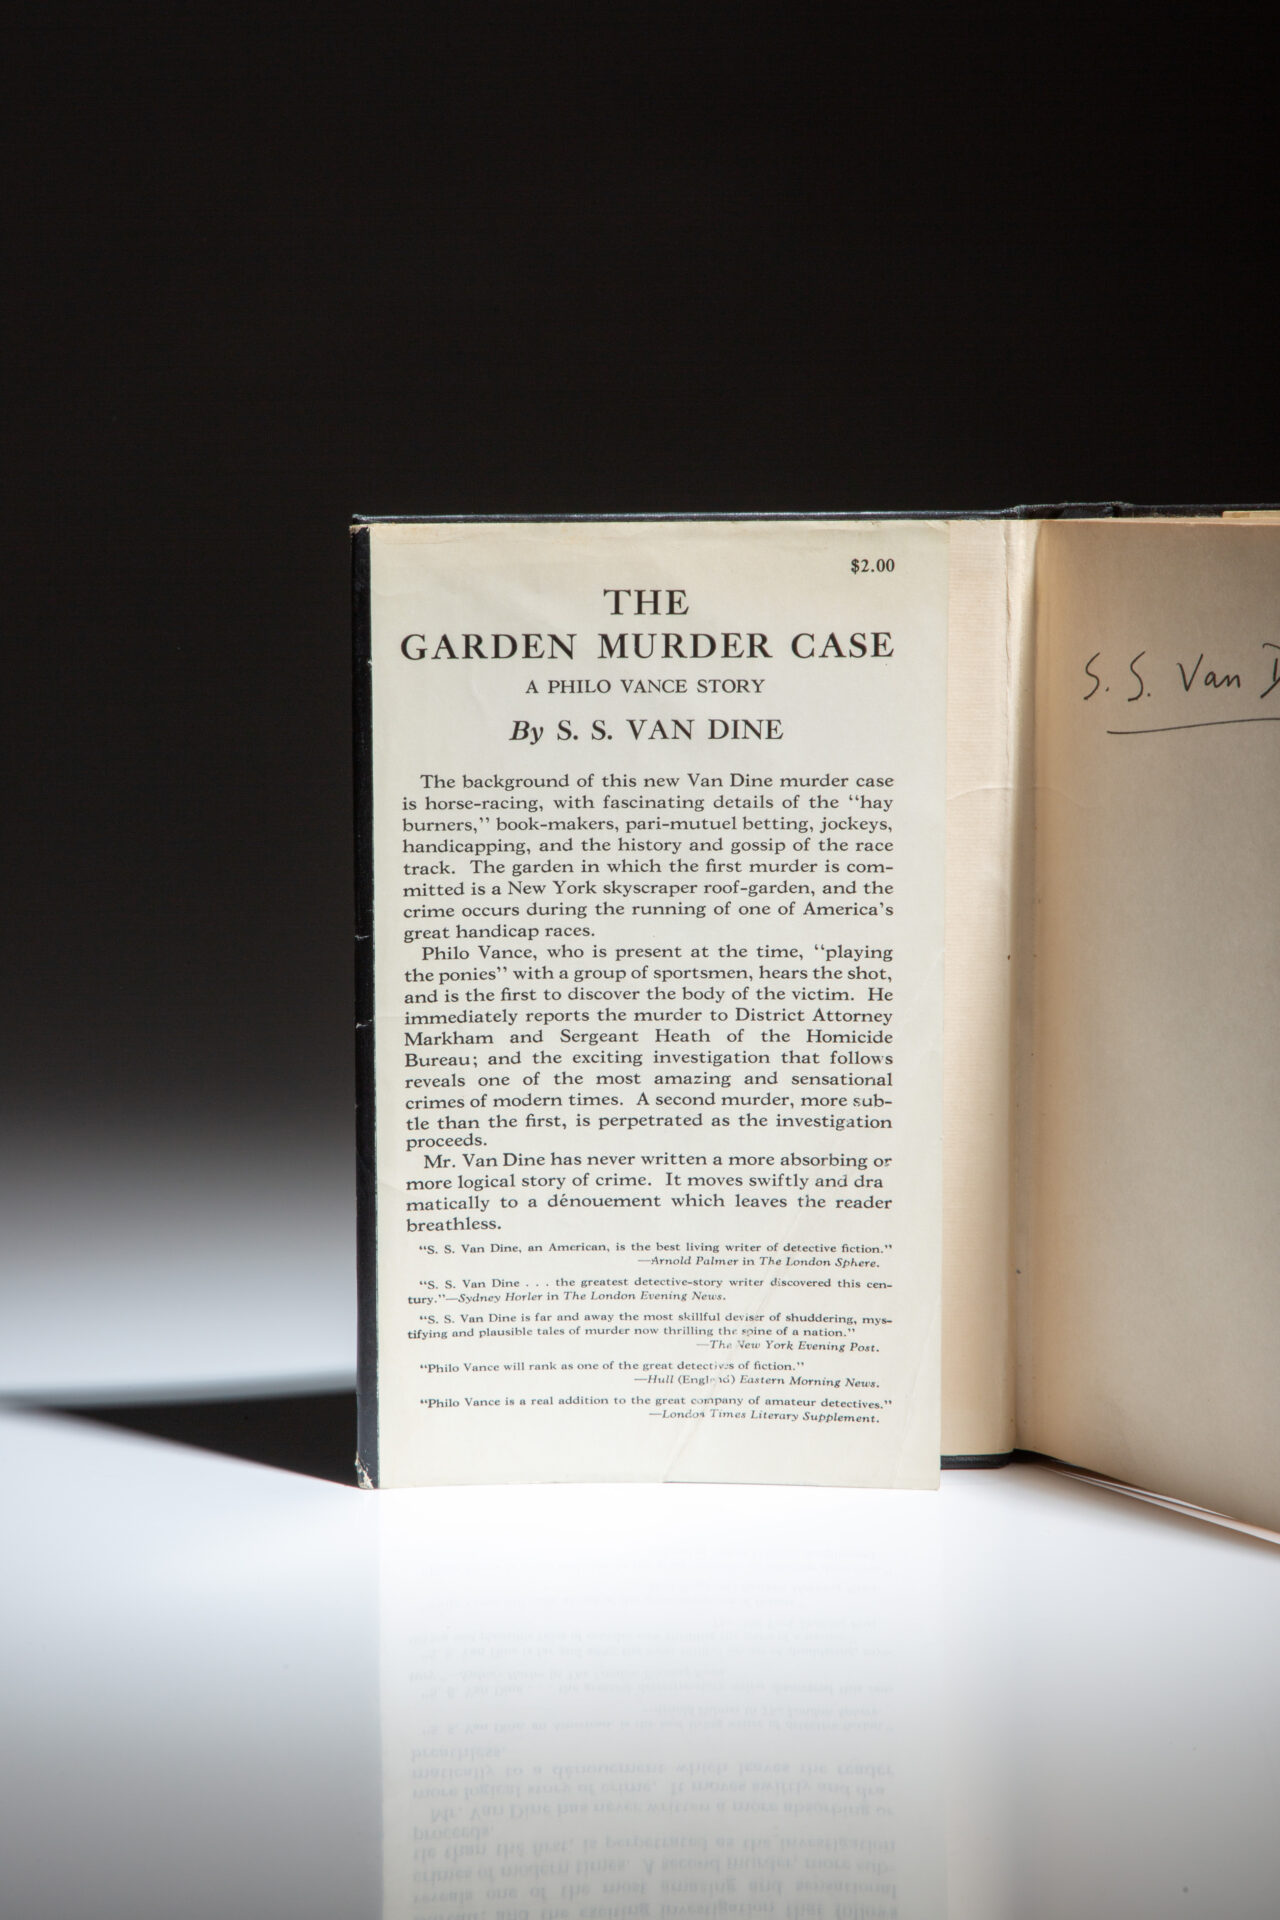 $2.00
THE
GARDEN MURDER CASE
A PHILO VANCE STORY
By S. S. VAN DINE
The background of this new Van Dine murder case
is horse-racing, with fascinating details of the “hay
burners,” book-makers, pari-mutuel betting, jockeys,
handicapping, and the history and gossip of the race
track. The garden in which the first murder is com-
mitted is a New York skyscraper roof-garden, and the
crime occurs during the running of one of America’s
great handicap races.
Philo Vance, who is present at the time, “playing
the ponies” with a group of sportsmen, hears the shot,
and is the first to discover the body of the victim. He
immediately reports the murder to District Attorney
Markham and Sergeant Heath of the Homicide
Bureau; and the exciting investigation that follows
reveals one of the most amazing and sensational
crimes of modern times. A second murder, more sub-
tle than the first, is perpetrated as the investigation
proceeds.
Mr. Van Dine has never written a more absorbing or
more logical story of crime. It moves swiftly and dra
matically to a dénouement which leaves the reader
breathless.
“S. S. Van Dine, an American, is the best living writer of detective fiction.”
—Arnold Palmer in The London Sphere.
“S. S. Van Dine . . . the greatest detective-story writer discovered this cen-
tury.”—Sydney Horler in The London Evening News.
“S. S. Van Dine is far and away the most skillful deviser of shuddering, mys-
tifying and plausible tales of murder now thrilling the spine of a nation.”
—The New York Evening Post.
“Philo Vance will rank as one of the great detectives of fiction.”
—Hull (England) Eastern Morning News.
“Philo Vance is a real addition to the great company of amateur detectives.”
—London Times Literary Supplement.
S. S. Van D